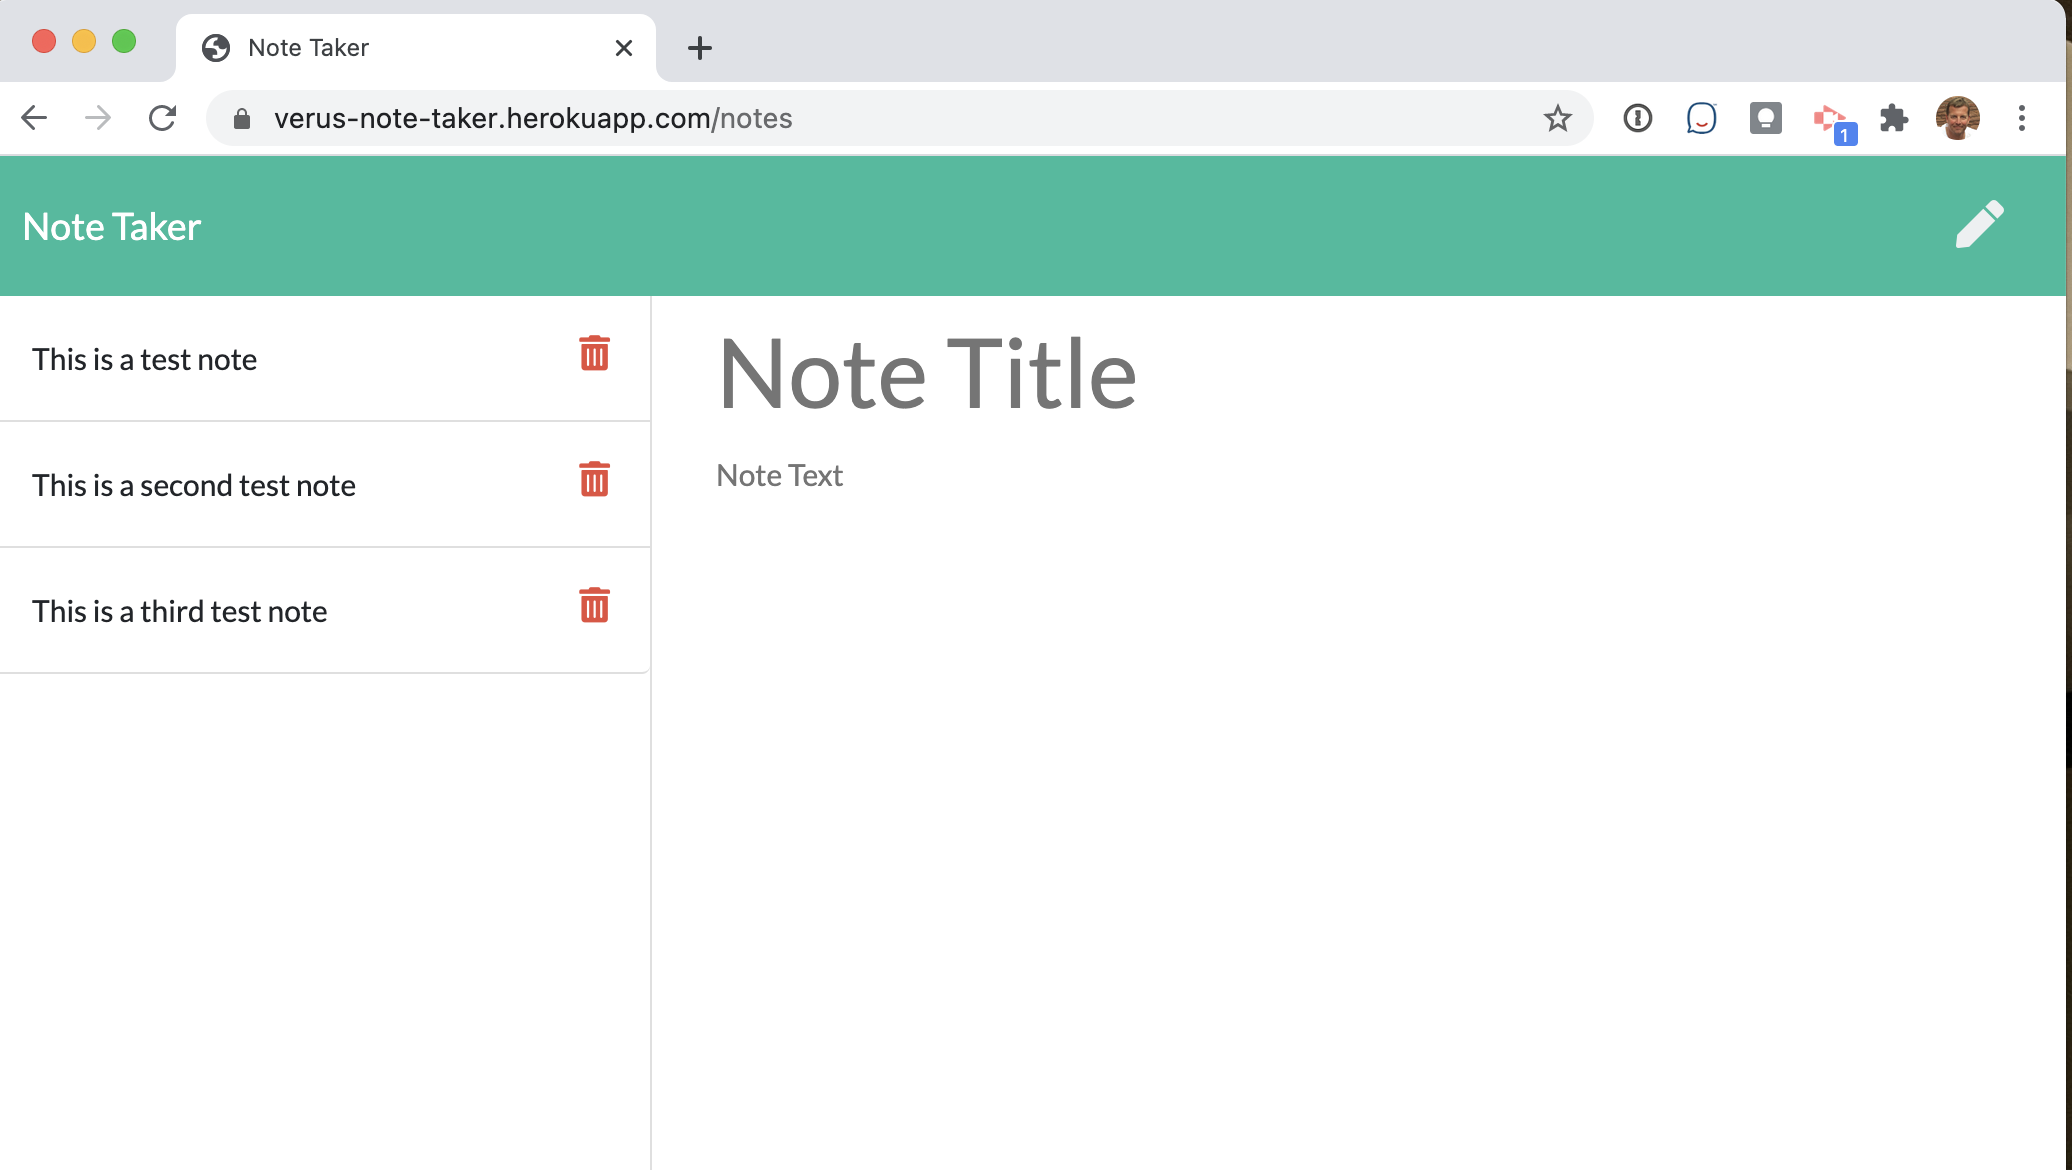 Note Taker
verus-note-taker.herokuapp.com/notes
1
Note Taker
This is a test note
This is a second test note
This is a third test note
Note Title
Note Text